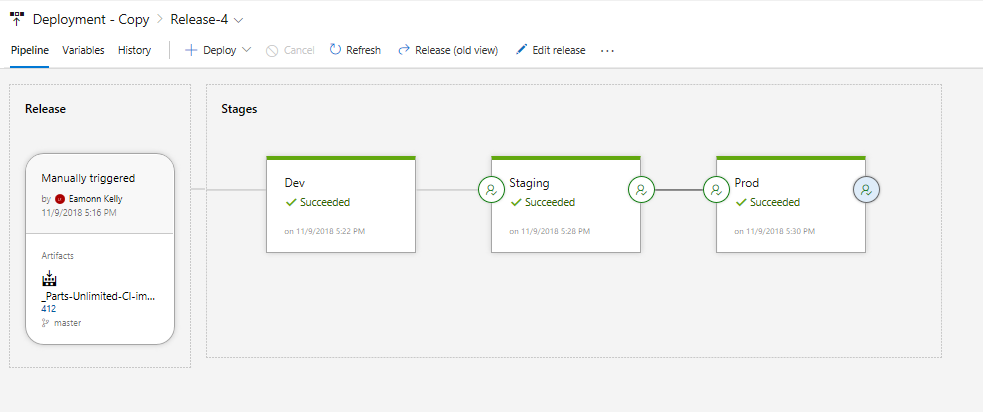 Deployment - Copy > Release-4
Pipeline Variables History Deploy Cancel Refresh Release (old view) Edit release ...
Release
Manually triggered
by Eamonn Kelly
11/9/2018 5:16 PM
Artifacts
_Parts-Unlimited-CI-im...
412
master
Stages
Dev
Succeeded
on 11/9/2018 5:22 PM
Staging
Succeeded
on 11/9/2018 5:28 PM
Prod
Succeeded
on 11/9/2018 5:30 PM